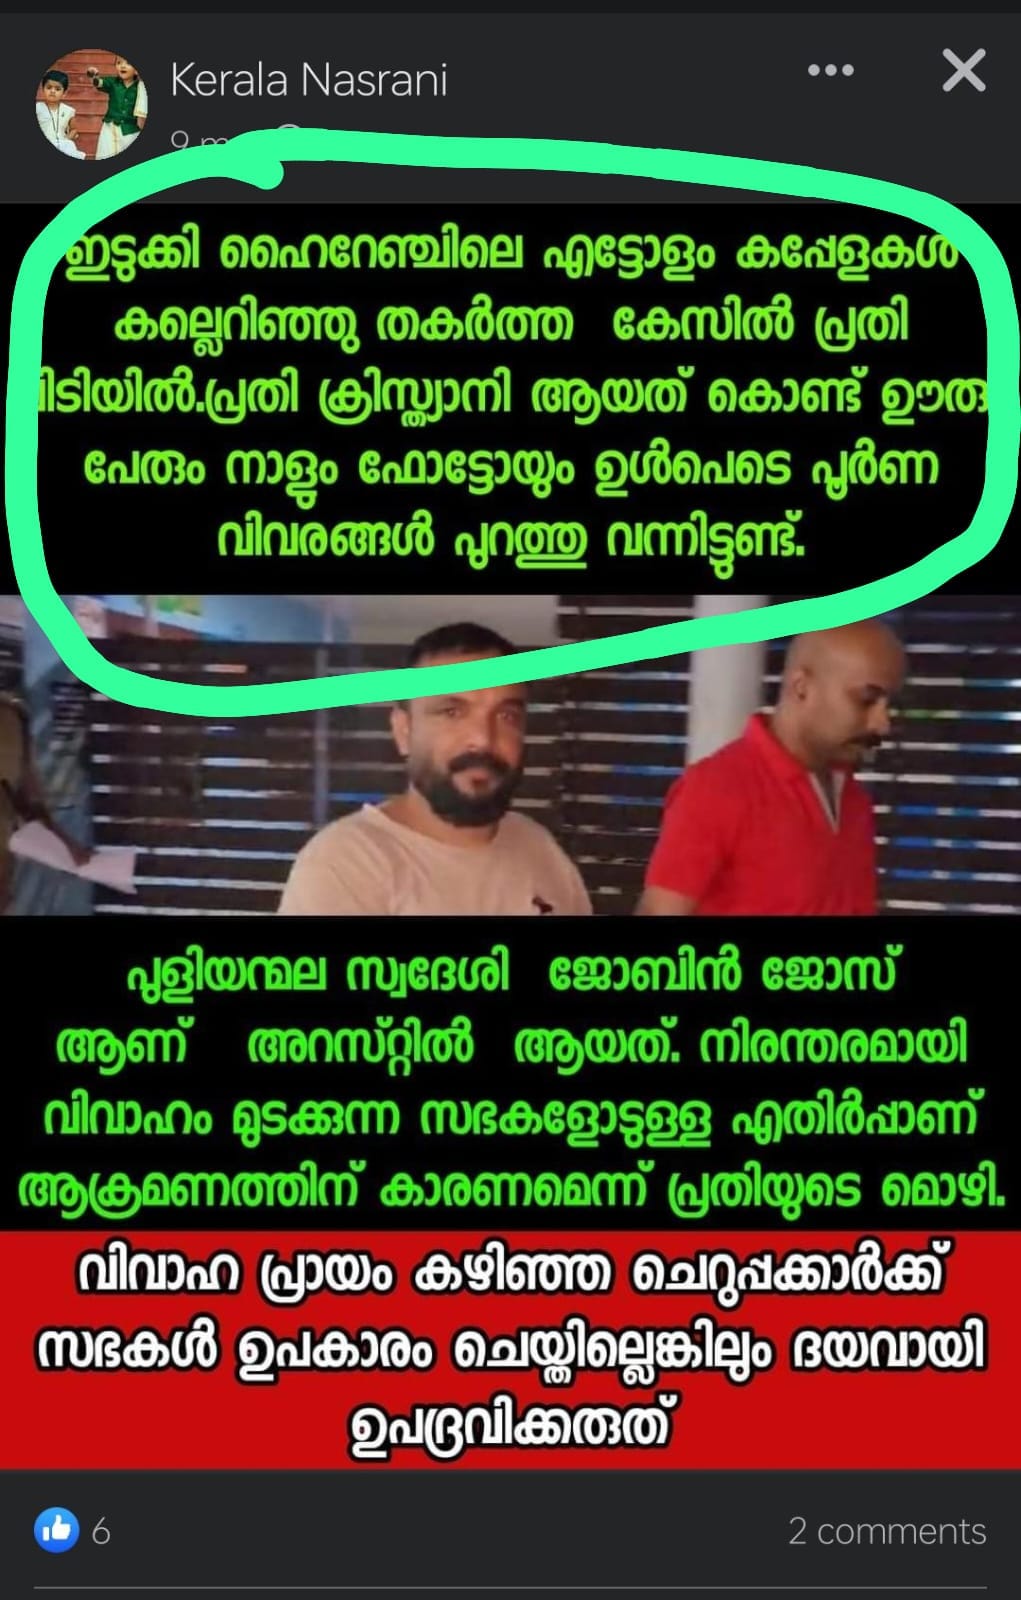 Kerala Nasrani
ഇടുക്കി ഹൈറേഞ്ചിലെ എട്ടോളം കപ്പേളകൾ
കല്ലെറിഞ്ഞു തകർത്ത കേസിൽ പ്രതി
പിടിയിൽ.പ്രതി ക്രിസ്ത്യാനി ആയത് കൊണ്ട് ഊരും
പേരും നാളും ഫോട്ടോയും ഉൾപെടെ പൂർണ
വിവരങ്ങൾ പുറത്തു വന്നിട്ടുണ്ട്.
പുളിയന്മല സ്വദേശി ജോബിൻ ജോസ്
ആണ് അറസ്റ്റിൽ ആയത്. നിരന്തരമായി
വിവാഹം മുടക്കുന്ന സഭകളോടുള്ള എതിർപ്പാണ്
ആക്രമണത്തിന് കാരണമെന്ന് പ്രതിയുടെ മൊഴി.
വിവാഹ പ്രായം കഴിഞ്ഞ ചെറുപ്പക്കാർക്ക്
സഭകൾ ഉപകാരം ചെയ്തില്ലെങ്കിലും ദയവായി
ഉപദ്രവിക്കരുത്
6
2 comments